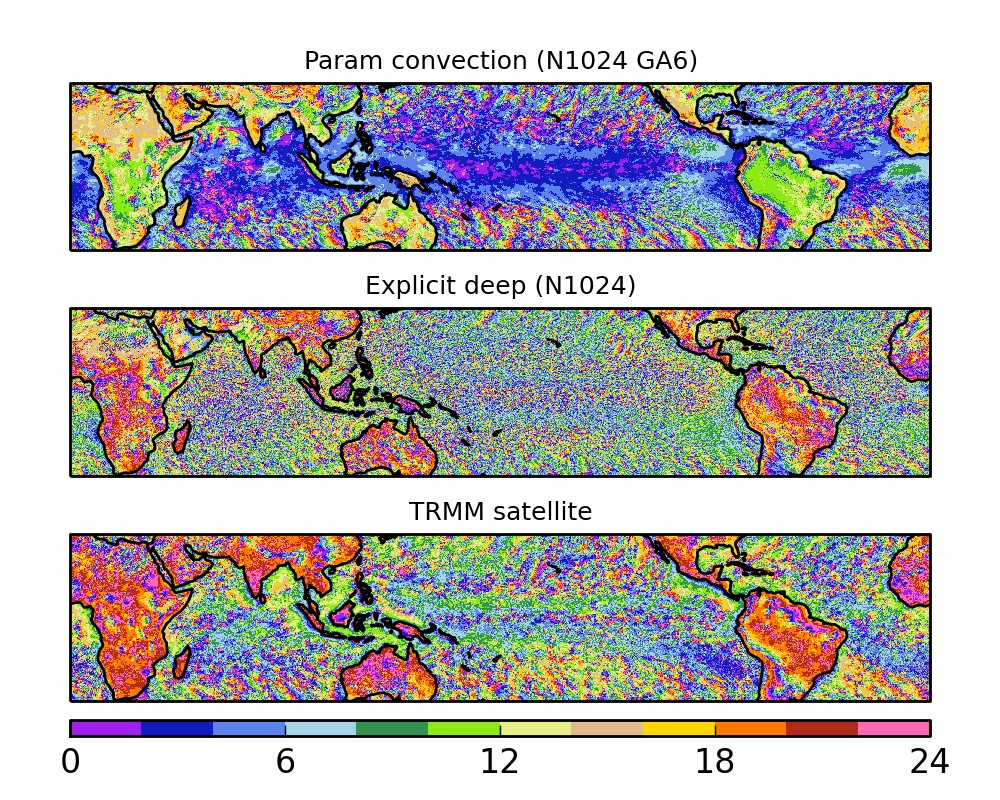 Param convection (N1024 GA6)
Explicit deep (N1024)
TRMM satellite
0 6 12 18 24